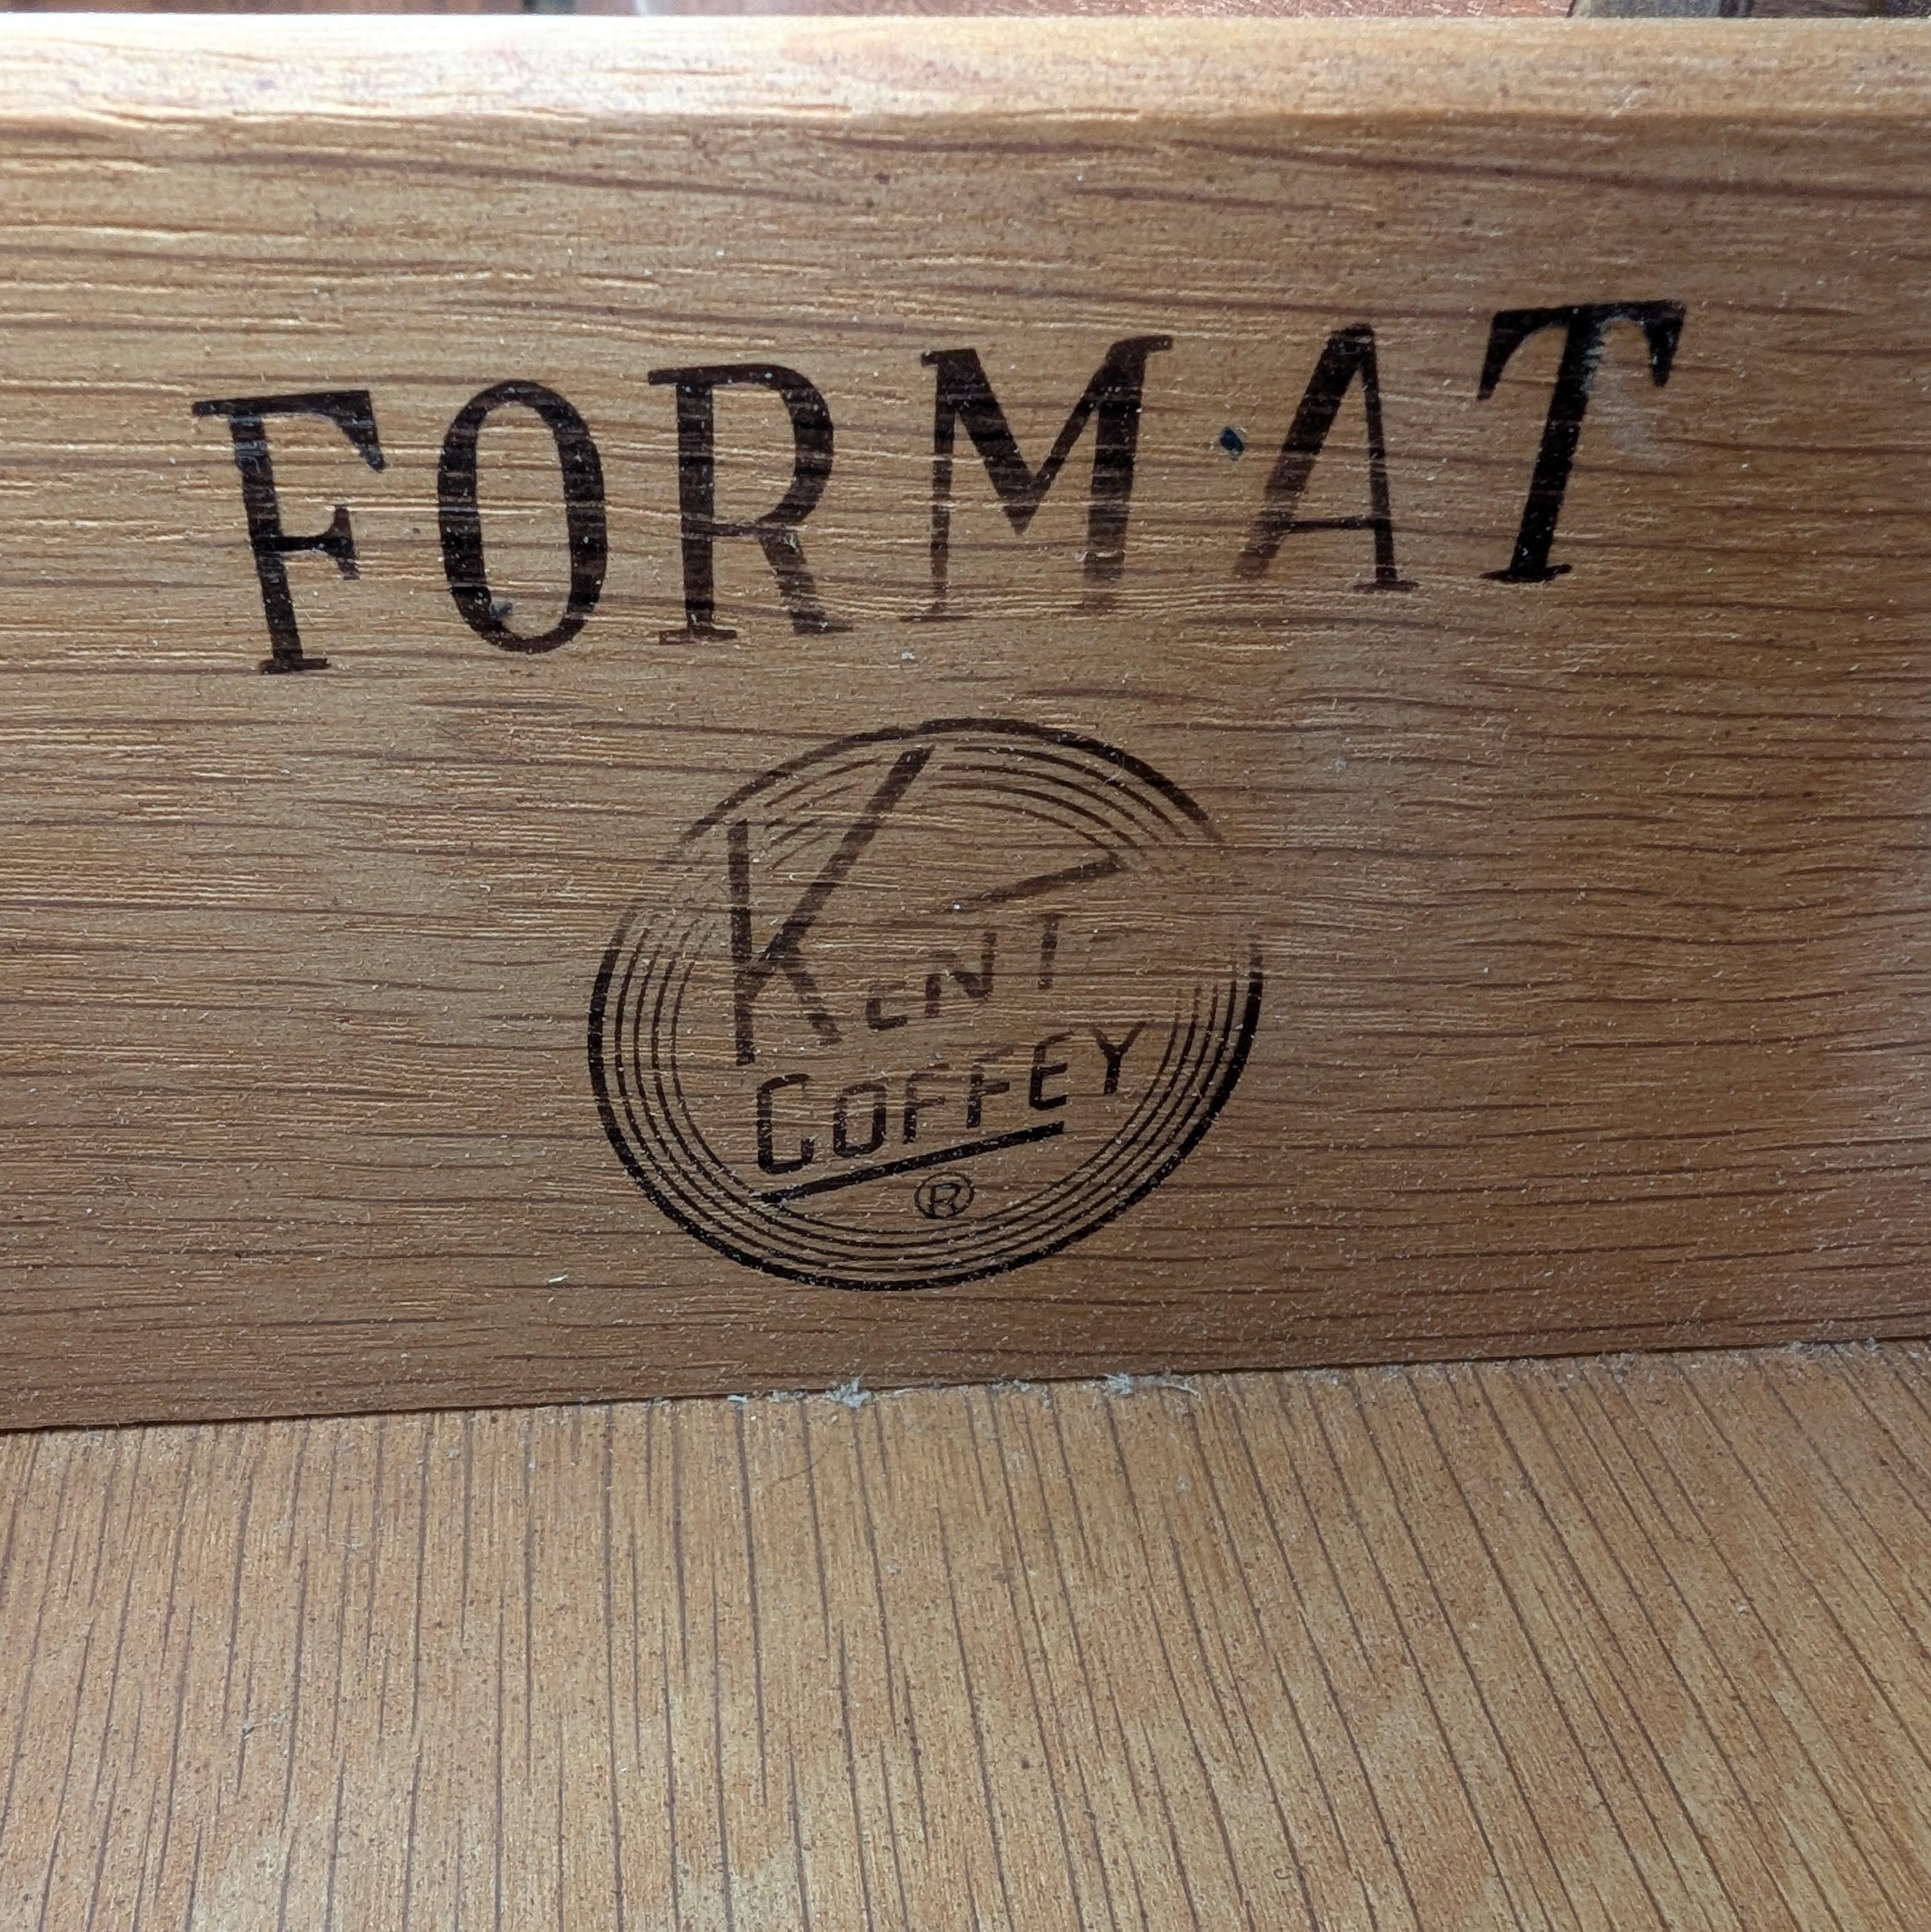 FORMAT
KENT-
COFFEY
®